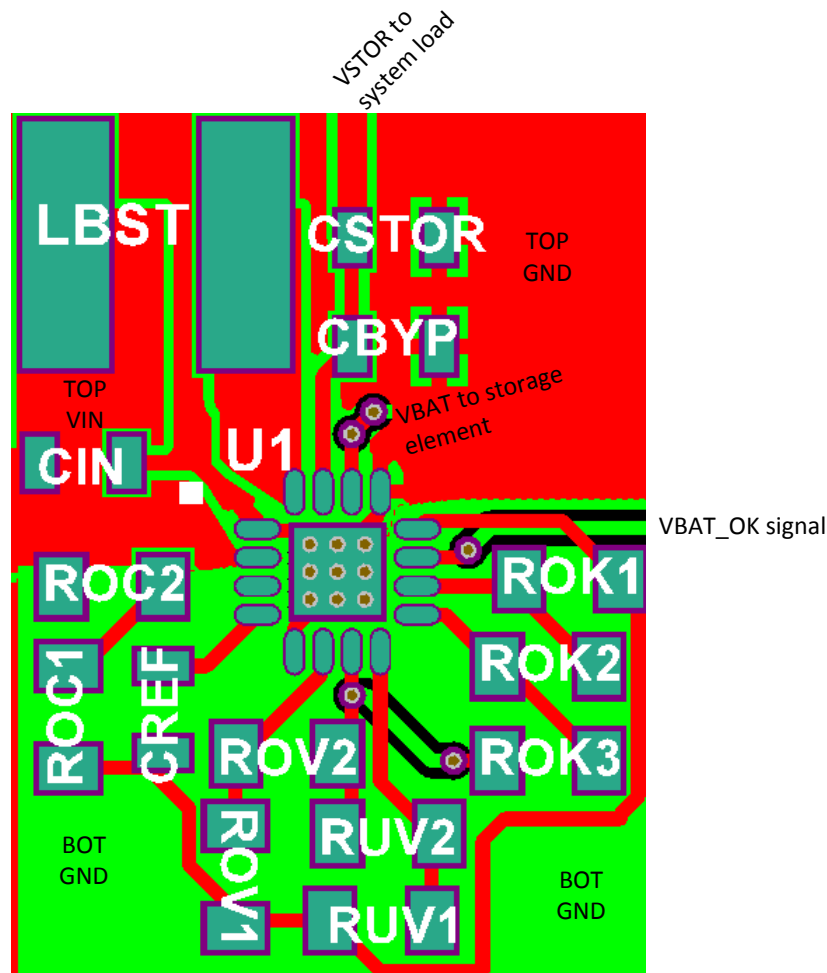 VSTOR to
system load
LBST
CSTOR
TOP
GND
CBYP
TOP
VIN
VBAT to storage
element
U1
CIN
VBAT_OK signal
ROC2
ROK1
ROC1
CREF
ROK2
ROV2
ROK3
ROV1
RUV2
BOT
GND
BOT
GND
RUV1